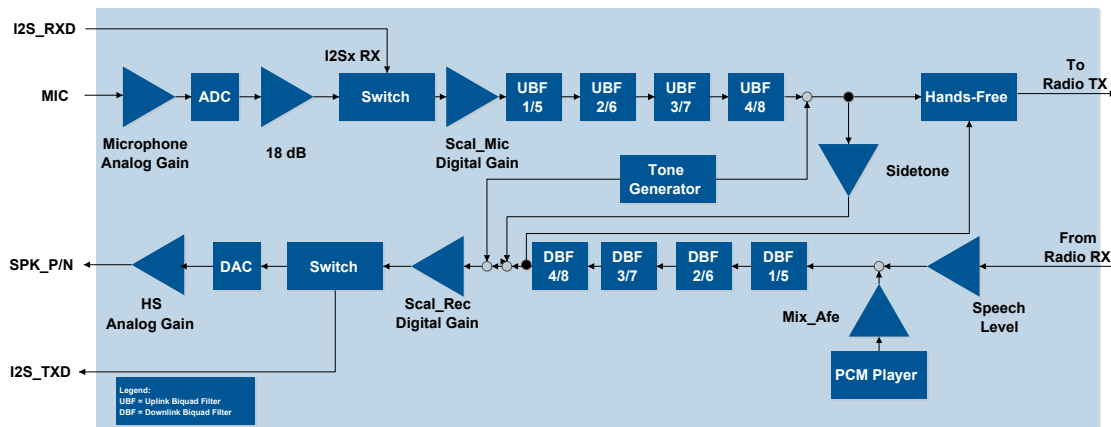 I2S_RXD
I2Sx RX
MIC
ADC
Switch
UBF
1/5
UBF
2/6
UBF
3/7
UBF
4/8
Hands-Free
To
Radio TX
Microphone
Analog Gain
18 dB
Scal_Mic
Digital Gain
Tone
Generator
Sidetone
SPK_P/N
DAC
Switch
DBF
4/8
DBF
3/7
DBF
2/6
DBF
1/5
From
Radio RX
HS
Analog Gain
Scal_Rec
Digital Gain
Mix_Afe
Speech
Level
I2S_TXD
PCM Player
Legend:
UBF = Uplink Biquad Filter
DBF = Downlink Biquad Filter